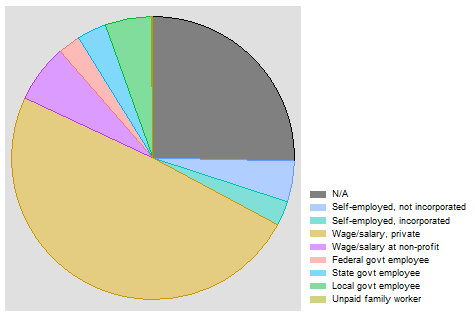 N/A
Self-employed, not incorporated
Self-employed, incorporated
Wage/salary, private
Wage/salary at non-profit
Federal govt employee
State govt employee
Local govt employee
Unpaid family worker